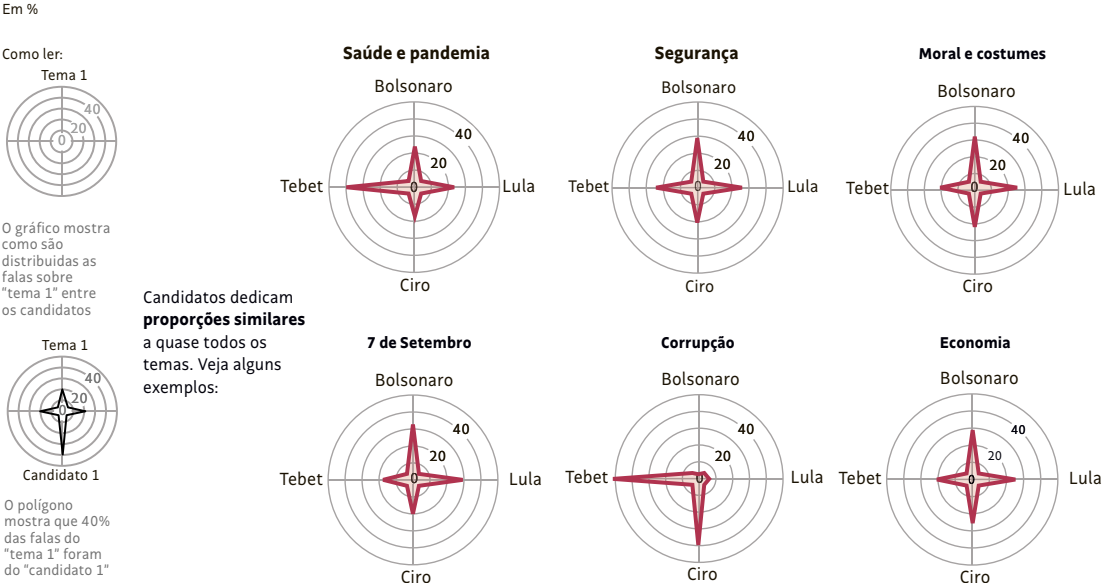 Em %
Como ler:
Tema 1
40
20
0
O gráfico mostra
como são
distribuidas as
falas sobre
"tema 1" entre
os candidatos
Tema 1
40
20
0
Candidato 1
O polígono
mostra que 40%
das falas do
"tema 1" foram
do "candidato 1"
Candidatos dedicam
proporções similares
a quase todos os
temas. Veja alguns
exemplos:
Saúde e pandemia
Bolsonaro
40
20
Tebet
0
Lula
Ciro
Segurança
Bolsonaro
40
20
Tebet
0
Lula
Ciro
Moral e costumes
Bolsonaro
40
20
Tebet
0
Lula
Ciro
7 de Setembro
Bolsonaro
40
20
Tebet
0
Lula
Ciro
Corrupção
Bolsonaro
40
20
Tebet
0
Lula
Ciro
Economia
Bolsonaro
40
20
Tebet
0
Lula
Ciro